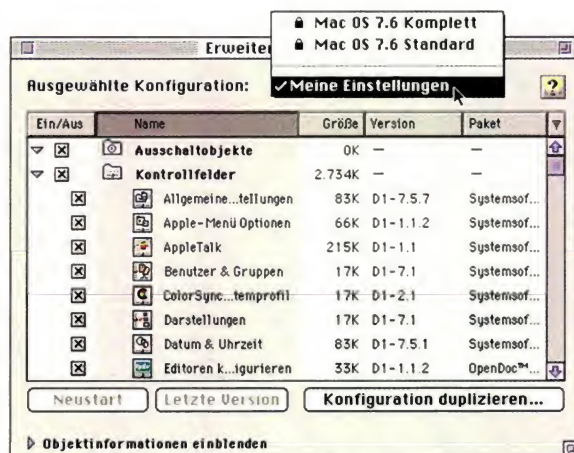 Mac OS 7.6 Komplett
Mac OS 7.6 Standard
Erweiter
Ausgewählte Konfiguration: ✓Meine Einstellungen
?
Ein/Aus Name Größe Version Paket
Ausschaltobjekte 0K – –
Kontrollfelder 2.734K – –
Allgemeine...tellungen 83K D1-7.5.7 Systemsof...
Apple-Menü Optionen 66K D1-1.1.2 Systemsof...
AppleTalk 215K D1-1.1 Systemsof...
Benutzer & Gruppen 17K D1-7.1 Systemsof...
ColorSync...temprofil 17K D1-2.1 Systemsof...
Darstellungen 17K D1-7.1 Systemsof...
Datum & Uhrzeit 83K D1-7.5.1 Systemsof...
Editoren k...igurieren 33K D1-1.1.2 OpenDoc™...
Neustart Letzte Version Konfiguration duplizieren...
Objektinformationen einblenden